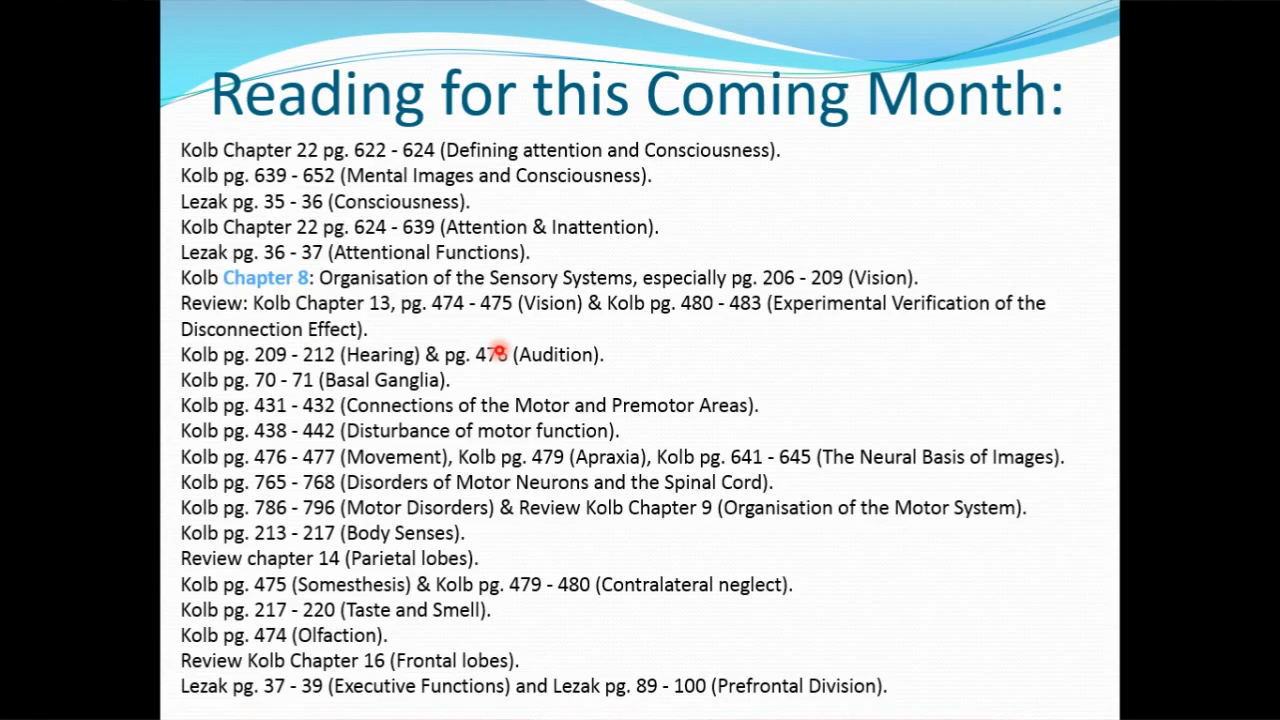 Reading for this Coming Month:
Kolb Chapter 22 pg. 622 - 624 (Defining attention and Consciousness).
Kolb pg. 639 - 652 (Mental Images and Consciousness).
Lezak pg. 35 - 36 (Consciousness).
Kolb Chapter 22 pg. 624 - 639 (Attention & Inattention).
Lezak pg. 36 - 37 (Attentional Functions).
Kolb Chapter 8: Organisation of the Sensory Systems, especially pg. 206 - 209 (Vision).
Review: Kolb Chapter 13, pg. 474 - 475 (Vision) & Kolb pg. 480 - 483 (Experimental Verification of the
Disconnection Effect).
Kolb pg. 209 - 212 (Hearing) & pg. (Audition).
Kolb pg. 70 - 71 (Basal Ganglia).
Kolb pg. 431 - 432 (Connections of the Motor and Premotor Areas).
Kolb pg. 438 - 442 (Disturbance of motor function).
Kolb pg. 476 - 477 (Movement), Kolb pg. 479 (Apraxia), Kolb pg. 641 - 645 (The Neural Basis of Images).
Kolb pg. 765 - 768 (Disorders of Motor Neurons and the Spinal Cord).
Kolb pg. 786 - 796 (Motor Disorders) & Review Kolb Chapter 9 (Organisation of the Motor System).
Kolb pg. 213 - 217 (Body Senses).
Review chapter 14 (Parietal lobes).
Kolb pg. 475 (Somesthesis) & Kolb pg. 479 - 480 (Contralateral neglect).
Kolb pg. 217 - 220 (Taste and Smell).
Kolb pg. 474 (Olfaction).
Review Kolb Chapter 16 (Frontal lobes).
Lezak pg. 37 - 39 (Executive Functions) and Lezak pg. 89 - 100 (Prefrontal Division).